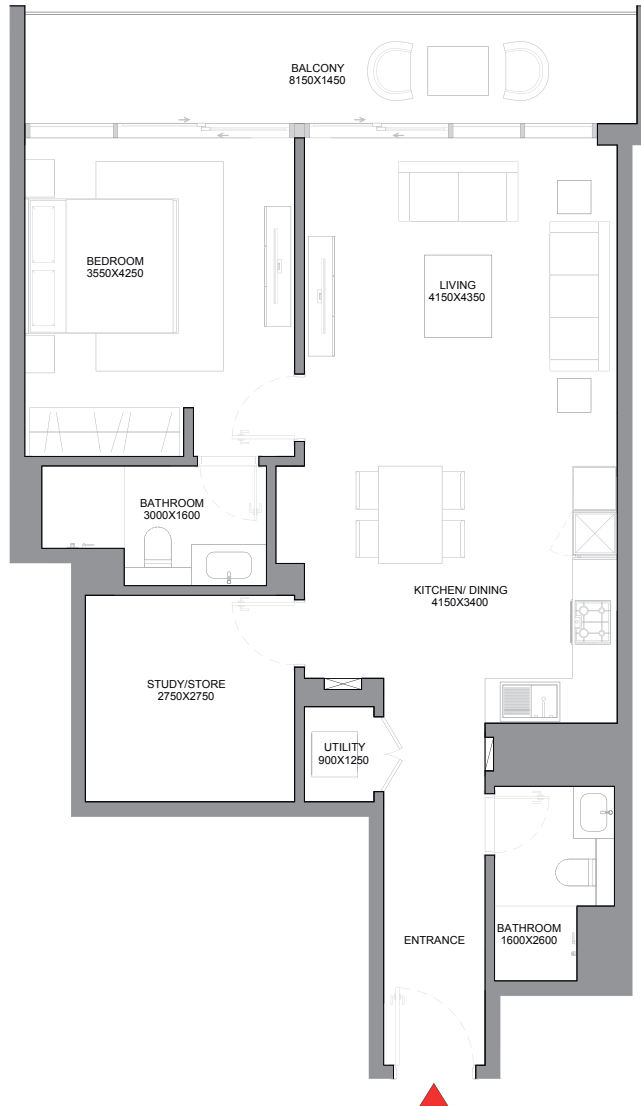 BALCONY
8150X1450
BEDROOM
3550X4250
LIVING
4150X4350
BATHROOM
3000X1600
KITCHEN/ DINING
4150X3400
STUDY/STORE
2750X2750
UTILITY
900X1250
ENTRANCE
BATHROOM
1600X2600